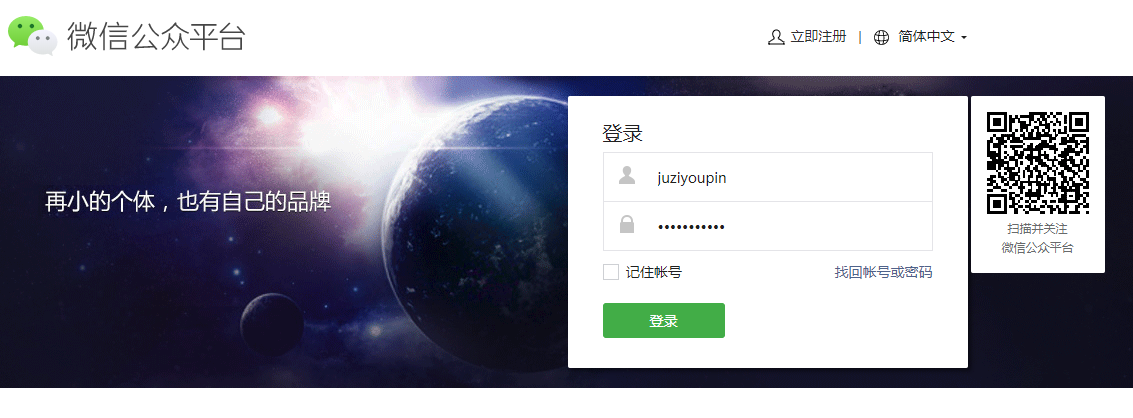 微信公众平台
立即注册 | 简体中文
登录
juziyoupin
再小的个体，也有自己的品牌
•••••••••••
扫描并关注
微信公众平台
记住帐号
找回帐号或密码
登录